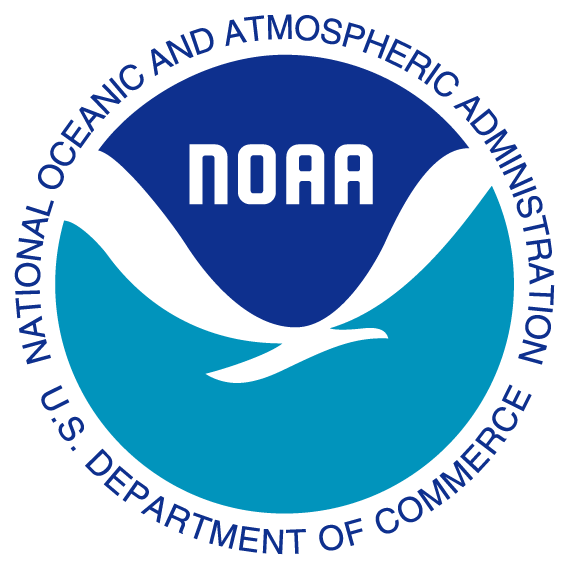 NATIONAL OCEANIC AND ATMOSPHERIC ADMINISTRATION
NOAA
U.S. DEPARTMENT OF COMMERCE